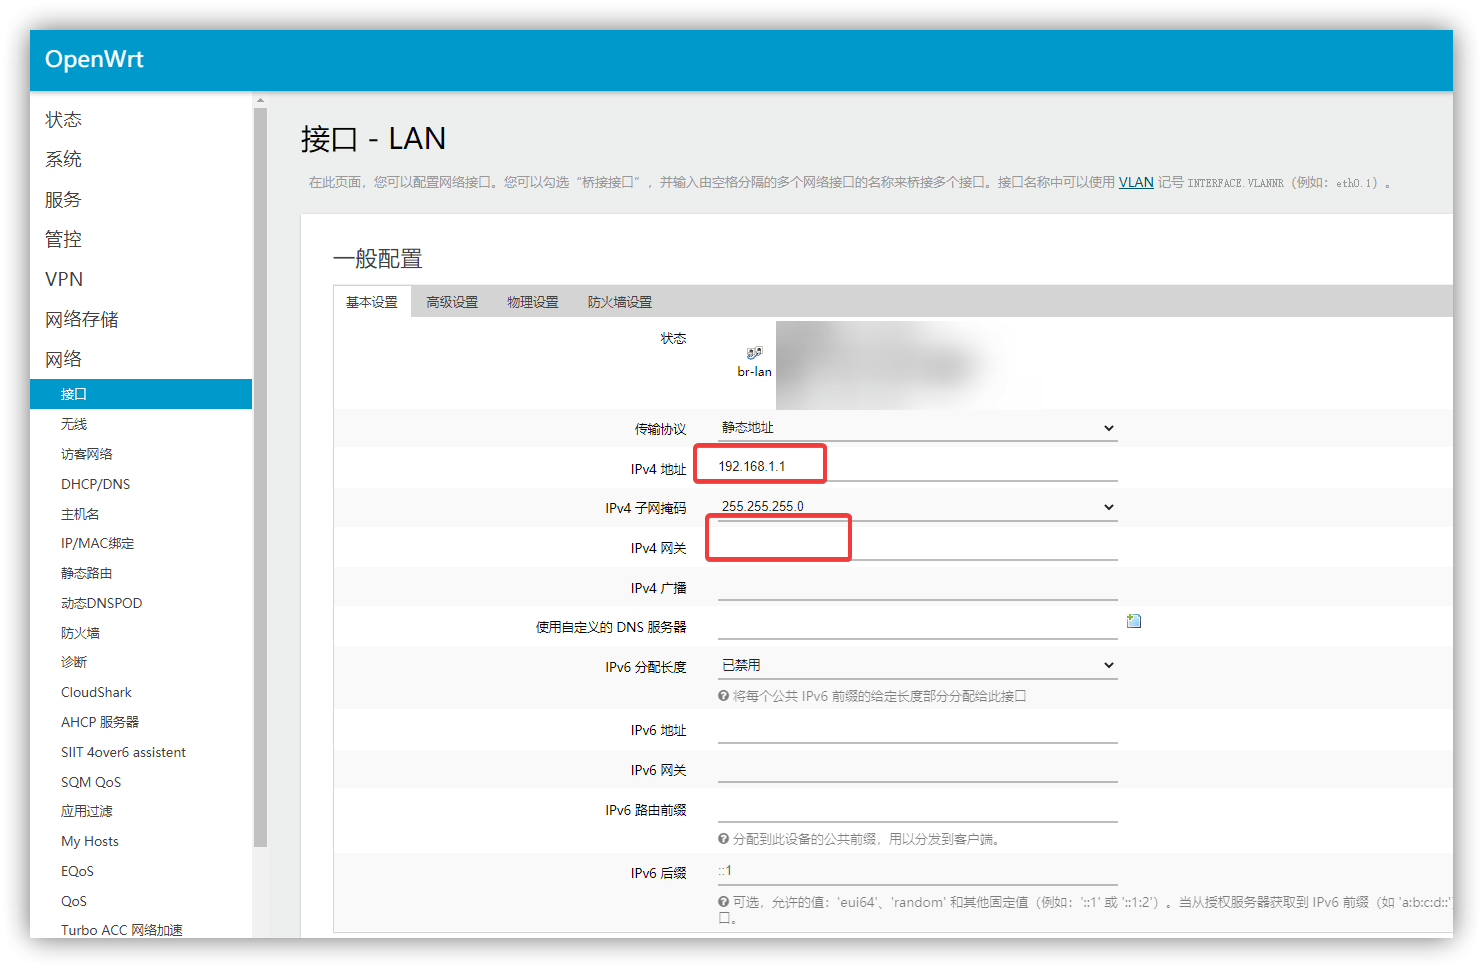 OpenWrt
状态
系统
服务
管控
VPN
网络存储
网络
接口
无线
访客网络
DHCP/DNS
主机名
IP/MAC绑定
静态路由
动态DNSPOD
防火墙
诊断
CloudShark
AHCP 服务器
SIIT 4over6 assistent
SQM QoS
应用过滤
My Hosts
EQoS
QoS
Turbo ACC 网络加速
接口 - LAN
在此页面，您可以配置网络接口。您可以勾选“桥接接口”，并输入由空格分隔的多个网络接口的名称来桥接多个接口。接口名称中可以使用 VLAN 记号 INTERFACE.VLANNR（例如：eth0.1）。
一般配置
基本设置 高级设置 物理设置 防火墙设置
状态
br-lan
传输协议 静态地址
IPv4 地址 192.168.1.1
IPv4 子网掩码 255.255.255.0
IPv4 网关
IPv4 广播
使用自定义的 DNS 服务器
IPv6 分配长度 已禁用
将每个公共 IPv6 前缀的给定长度部分分配给此接口
IPv6 地址
IPv6 网关
IPv6 路由前缀
分配到此设备的公共前缀，用以分发到客户端。
IPv6 后缀 ::1
可选，允许的值：'eui64'、'random' 和其他固定值（例如：'::1' 或 '::1:2'）。当从授权服务器获取到 IPv6 前缀（如 'a:b:c:d::'
口。